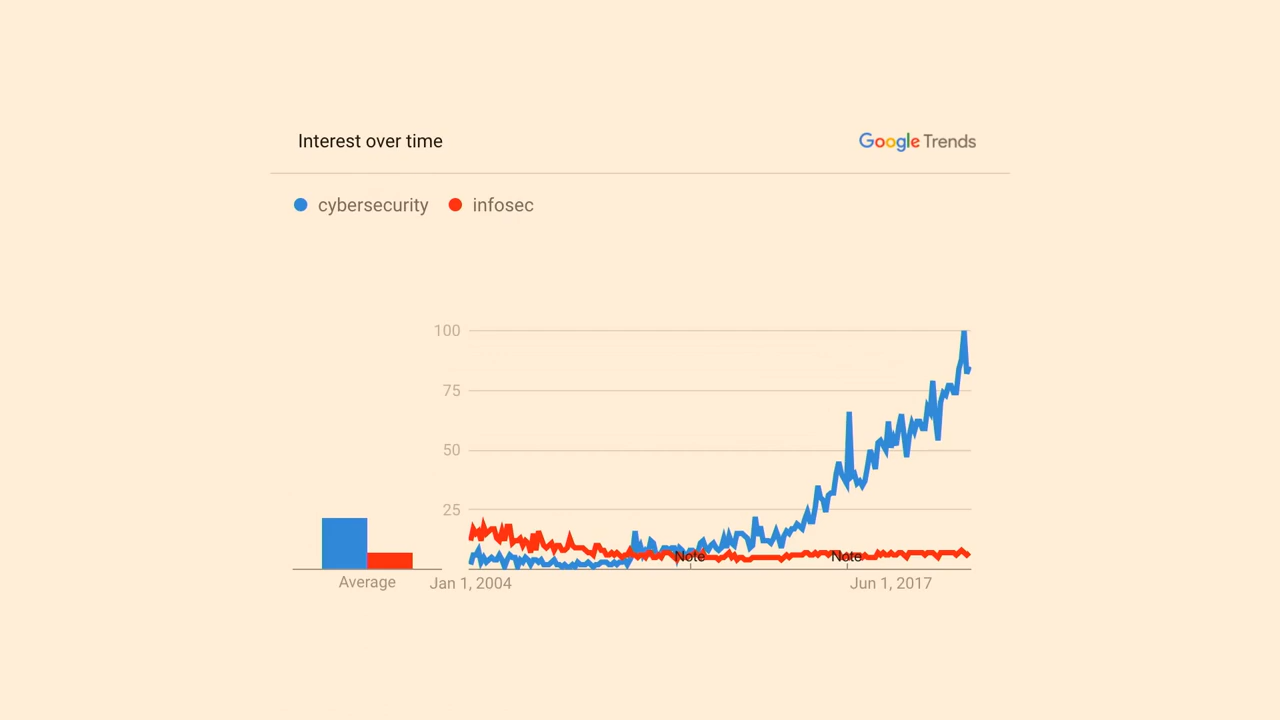 Interest over time
Google Trends
cybersecurity infosec
100
75
50
25
Note Note
Average
Jan 1, 2004
Jun 1, 2017